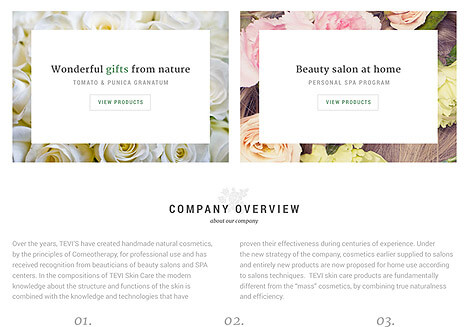 Wonderful gifts from nature
TOMATO & PUNICA GRANATUM
VIEW PRODUCTS
Beauty salon at home
PERSONAL SPA PROGRAM
VIEW PRODUCTS
COMPANY OVERVIEW
about our company
Over the years, TEVI'S have created handmade natural cosmetics,
by the principles of Comeotherapy, for professional use and has
received recognition from beauticians of beauty salons and SPA
centers. In the compositions of TEVI Skin Care the modern
knowledge about the structure and functions of the skin is
combined with the knowledge and technologies that have
proven their effectiveness during centuries of experience. Under
the new strategy of the company, cosmetics earlier supplied to salons
and entirely new products are now proposed for home use according
to salon techniques. TEVI skin care products are fundamentally
different from the "mass" cosmetics, by combining true naturalness
and efficiency.
01.
02.
03.